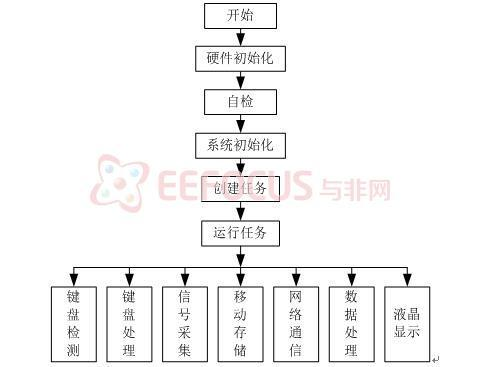 开始
硬件初始化
自检
系统初始化
EEFOCUS 与非网
创建任务
运行任务
键盘检测
键盘处理
信号采集
移动存储
网络通信
数据处理
液晶
显示